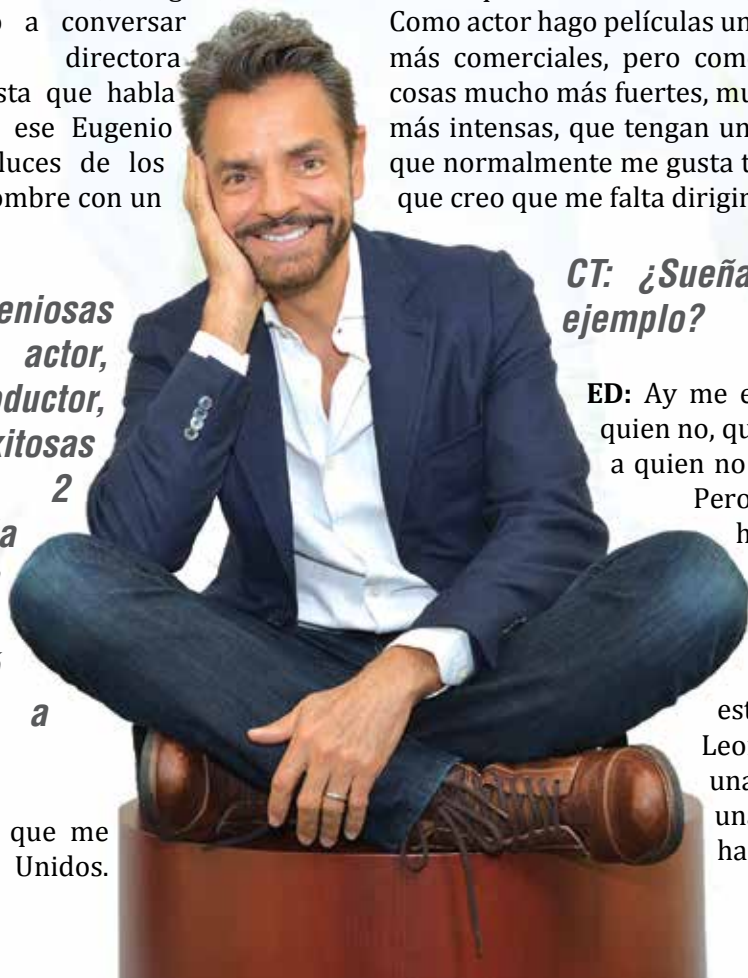 o a conversar
directora
sta que habla
ese Eugenio
luces de los
ombre con un
eniosas
actor,
ductor,
xitosas
2
a
a
que me
Unidos.
Como actor hago películas un
más comerciales, pero com
cosas mucho más fuertes, mu
más intensas, que tengan un
que normalmente me gusta t
que creo que me falta dirigir
CT: ¿Sueña
ejemplo?
ED: Ay me e
quien no, qu
a quien no
Pero
h
est
Leo
una
una
ha